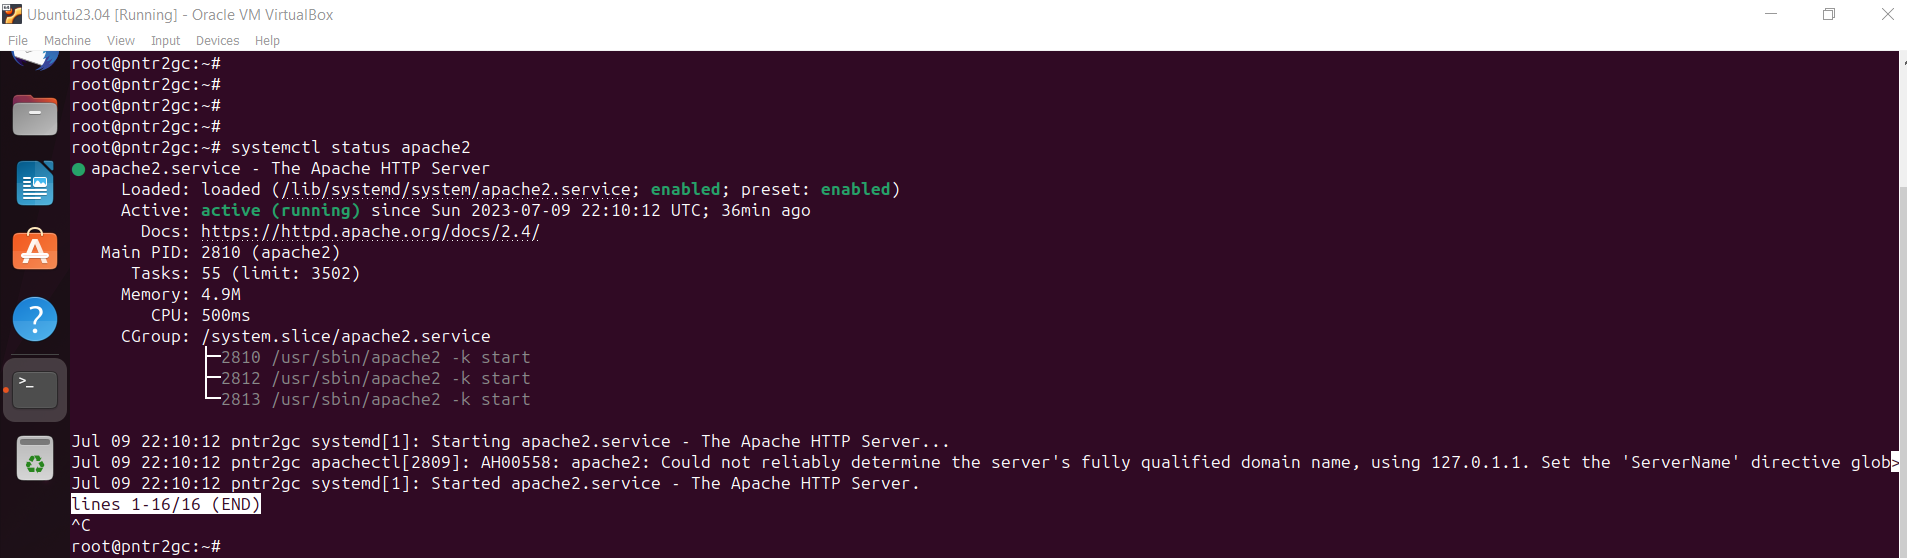 Ubuntu23.04 [Running] - Oracle VM VirtualBox
File Machine View Input Devices Help
root@pntr2gc:~#
root@pntr2gc:~#
root@pntr2gc:~#
root@pntr2gc:~#
root@pntr2gc:~# systemctl status apache2
● apache2.service - The Apache HTTP Server
Loaded: loaded (/lib/systemd/system/apache2.service; enabled; preset: enabled)
Active: active (running) since Sun 2023-07-09 22:10:12 UTC; 36min ago
Docs: https://httpd.apache.org/docs/2.4/
Main PID: 2810 (apache2)
Tasks: 55 (limit: 3502)
Memory: 4.9M
CPU: 500ms
CGroup: /system.slice/apache2.service
├─2810 /usr/sbin/apache2 -k start
├─2812 /usr/sbin/apache2 -k start
└─2813 /usr/sbin/apache2 -k start
Jul 09 22:10:12 pntr2gc systemd[1]: Starting apache2.service - The Apache HTTP Server...
Jul 09 22:10:12 pntr2gc apachectl[2809]: AH00558: apache2: Could not reliably determine the server's fully qualified domain name, using 127.0.1.1. Set the 'ServerName' directive glob>
Jul 09 22:10:12 pntr2gc systemd[1]: Started apache2.service - The Apache HTTP Server.
lines 1-16/16 (END)
^C
root@pntr2gc:~#